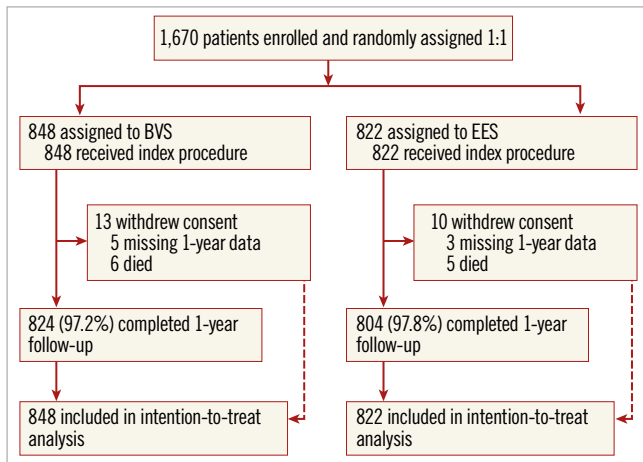 1,670 patients enrolled and randomly assigned 1:1
848 assigned to BVS
848 received index procedure
822 assigned to EES
822 received index procedure
13 withdrew consent
5 missing 1-year data
6 died
10 withdrew consent
3 missing 1-year data
5 died
824 (97.2%) completed 1-year
follow-up
804 (97.8%) completed 1-year
follow-up
848 included in intention-to-treat
analysis
822 included in intention-to-treat
analysis